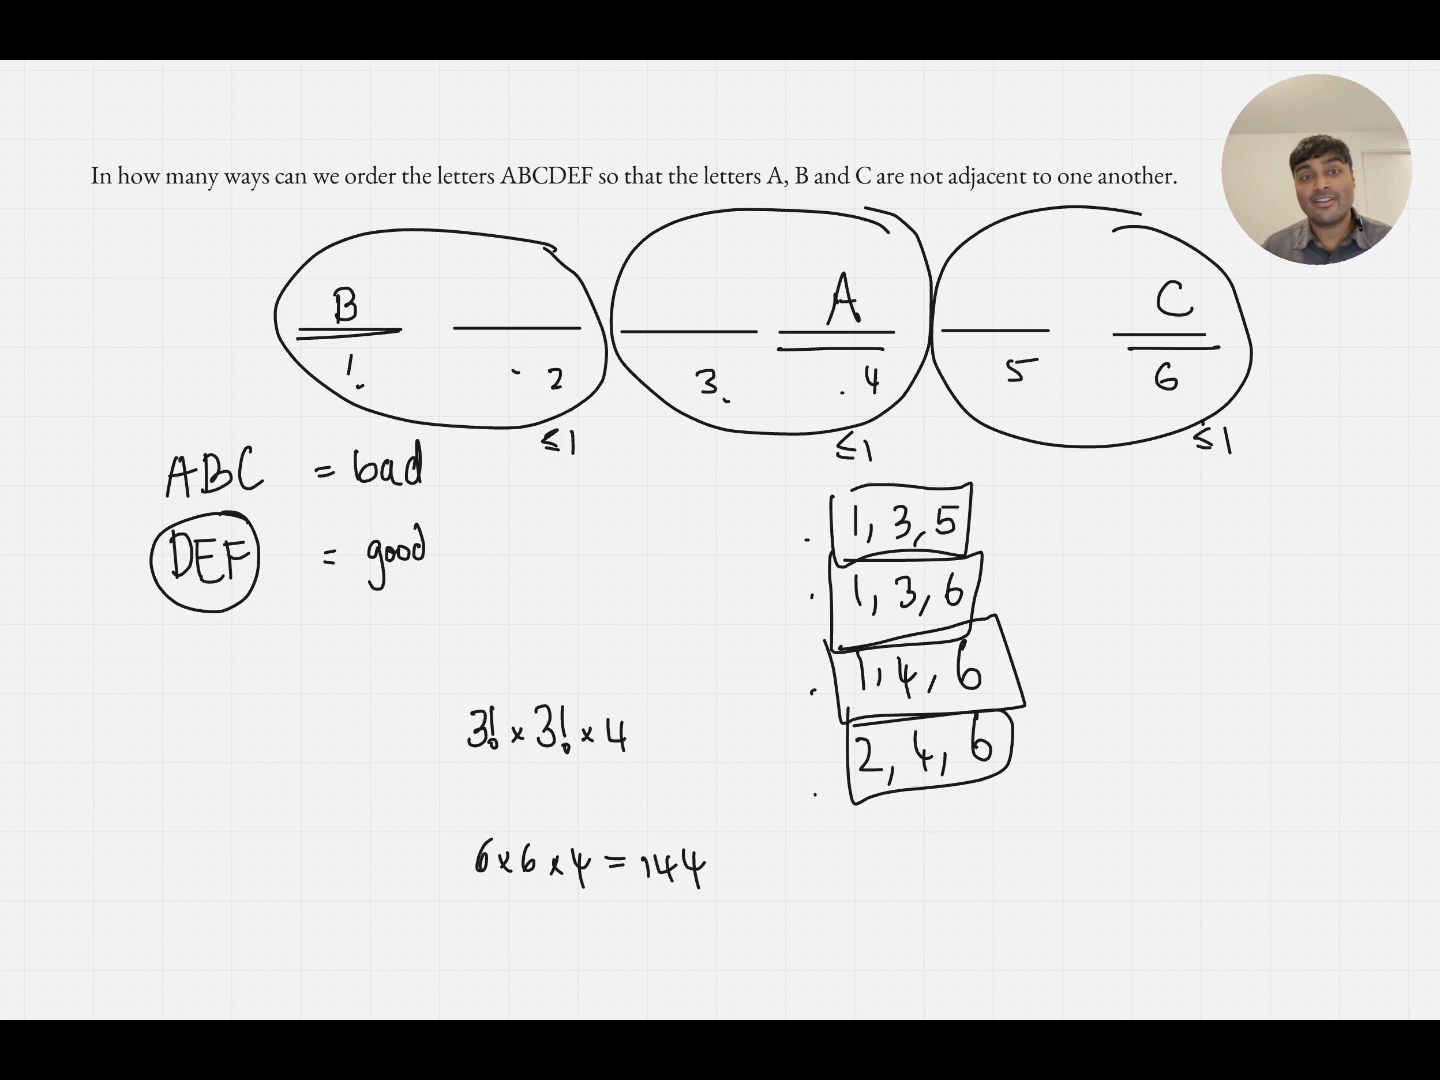 In how many ways can we order the letters ABCDEF so that the letters A, B and C are not adjacent to one another.
B A C
1 2 3 4 5 6
≤1 ≤1 ≤1
ABC = bad
DEF = good
1, 3, 5
1, 3, 6
1, 4, 6
2, 4, 6
3! × 3! × 4
6 × 6 × 4 = 144